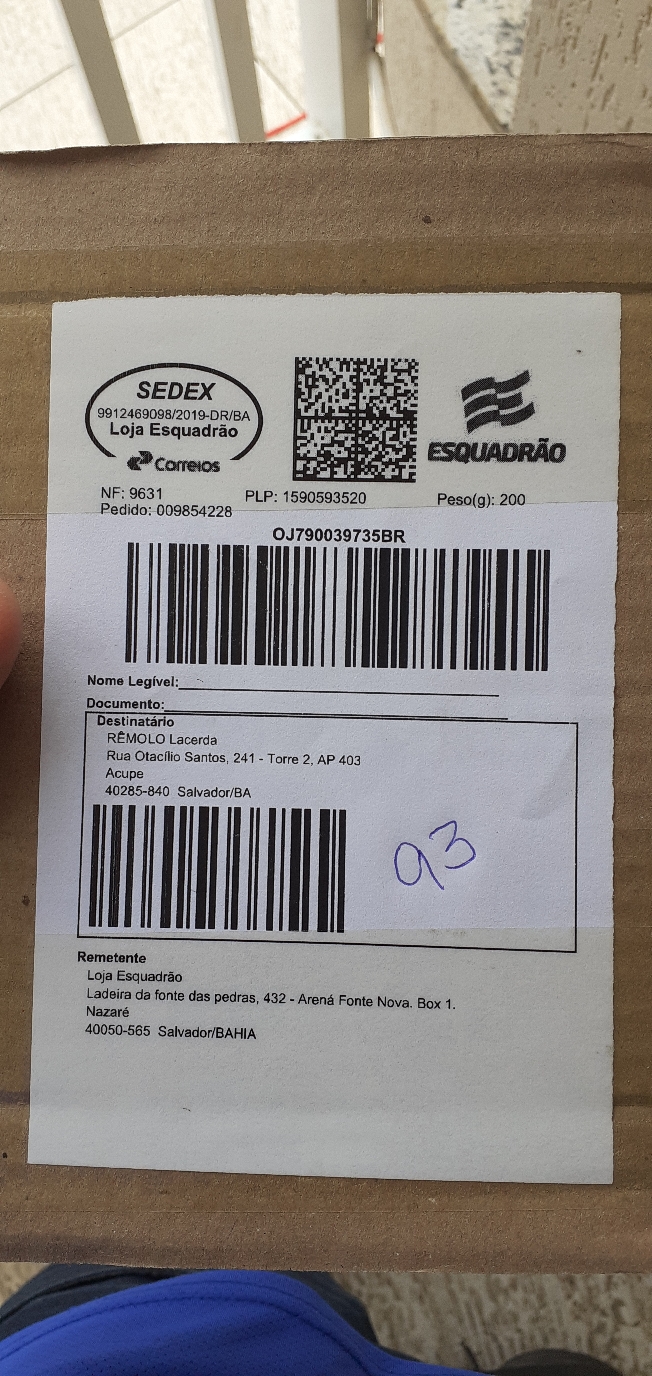 SEDEX
9912469098/2019-DR/BA
Loja Esquadrão
Correios
ESQUADRÃO
NF: 9631 PLP: 1590593520 Peso(g): 200
Pedido: 009854228
OJ790039735BR
Nome Legível:
Documento:
Destinatário
RÊMOLO Lacerda
Rua Otacílio Santos, 241 - Torre 2, AP 403
Acupe
40285-840 Salvador/BA
93
Remetente
Loja Esquadrão
Ladeira da fonte das pedras, 432 - Arená Fonte Nova. Box 1.
Nazaré
40050-565 Salvador/BAHIA